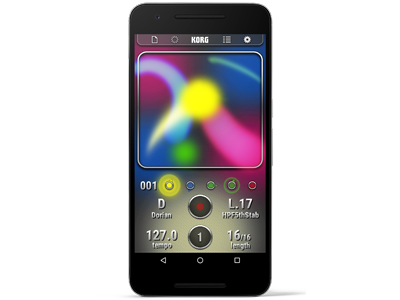 KORG
001
D
Dorian
L.17
HPF5thStab
127.0
tempo
1
16/16
length